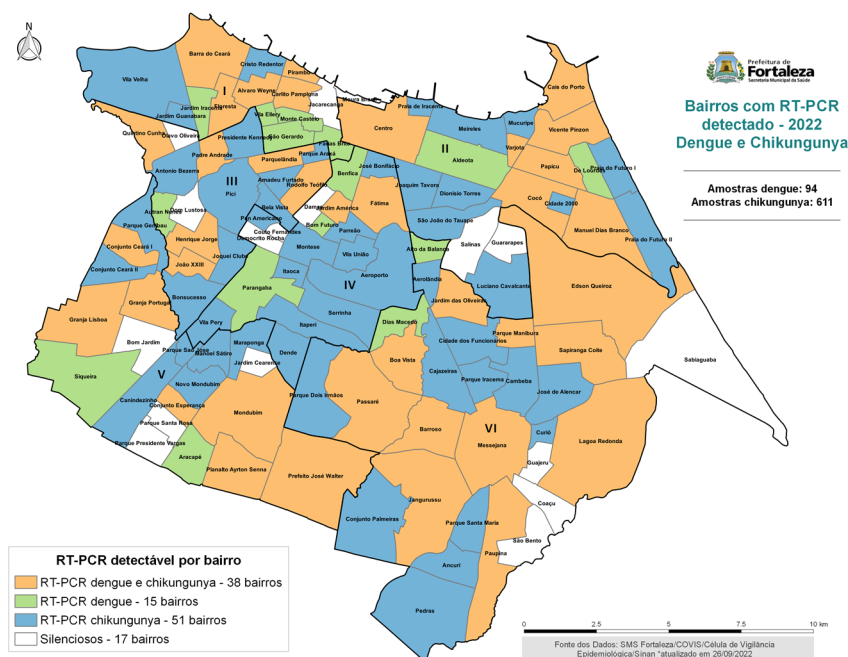 N
Prefeitura de
Fortaleza
Secretaria Municipal da Saúde
Bairros com RT-PCR
detectado - 2022
Dengue e Chikungunya
Amostras dengue: 94
Amostras chikungunya: 611
Barra do Ceará
Vila Velha
Cristo Redentor
Pirambu
I
Alvaro Weyne
Carlito Pamplona
Jacarecanga
Moura Brasil
Jardim Iracema
Floresta
Jardim Guanabara
Vila Ellery
Monte Castelo
Quintino Cunha
Olavo Oliveira
Presidente Kennedy
São Gerardo
Farias Brito
Centro
Praia de Iracema
Meireles
Mucuripe
Cais do Porto
Vicente Pinzon
Varjota
II
Aldeota
Papicu
De Lourdes
Praia do Futuro I
Padre Andrade
Parquelândia
Parque Araxá
Antonio Bezerra
III
Pici
Amadeu Furtado
Rodolfo Teófilo
Benfica
José Bonifácio
Joaquim Tavora
Dionísio Torres
Cocó
Cidade 2000
Manuel Dias Branco
Praia do Futuro II
Autran Nunes
Dom Lustosa
Bela Vista
Damas
Jardim América
Fátima
Parque Genibau
Pan Americano
Bom Futuro
Parreão
São João do Tauape
Couto Fernandes
Democrito Rocha
Henrique Jorge
Conjunto Ceará I
Joquei Clube
Montese
Vila União
Alto da Balança
Salinas
Guararapes
João XXIII
Conjunto Ceará II
Itaoca
Aeroporto
Aerolândia
Luciano Cavalcante
Edson Queiroz
Parangaba
IV
Granja Portugal
Bonsucesso
Jardim das Oliveiras
Granja Lisboa
Vila Pery
Serrinha
Itaperi
Dias Macedo
Parque Manibura
Cidade dos Funcionários
Bom Jardim
Parque São José
Manoel Sátiro
Maraponga
Dende
Jardim Cearense
Boa Vista
Sapiranga Coite
Sabiaguaba
Siqueira
V
Novo Mondubim
Cajazeiras
Parque Iracema
Cambeba
José de Alencar
Canindezinho
Conjunto Esperança
Parque Dois Irmãos
Passaré
Mondubim
Parque Santa Rosa
Barroso
VI
Messejana
Curió
Lagoa Redonda
Parque Presidente Vargas
Aracapé
Planalto Ayrton Senna
Prefeito José Walter
Guajeru
Jangurussu
Coaçu
Conjunto Palmeiras
Parque Santa Maria
São Bento
Paupina
Ancuri
Pedras
RT-PCR detectável por bairro
RT-PCR dengue e chikungunya - 38 bairros
RT-PCR dengue - 15 bairros
RT-PCR chikungunya - 51 bairros
Silenciosos - 17 bairros
0 2.5 5 7.5 10 km
Fonte dos Dados: SMS Fortaleza/COVIS/Célula de Vigilância
Epidemiológica/Sinan *atualizado em 26/09/2022